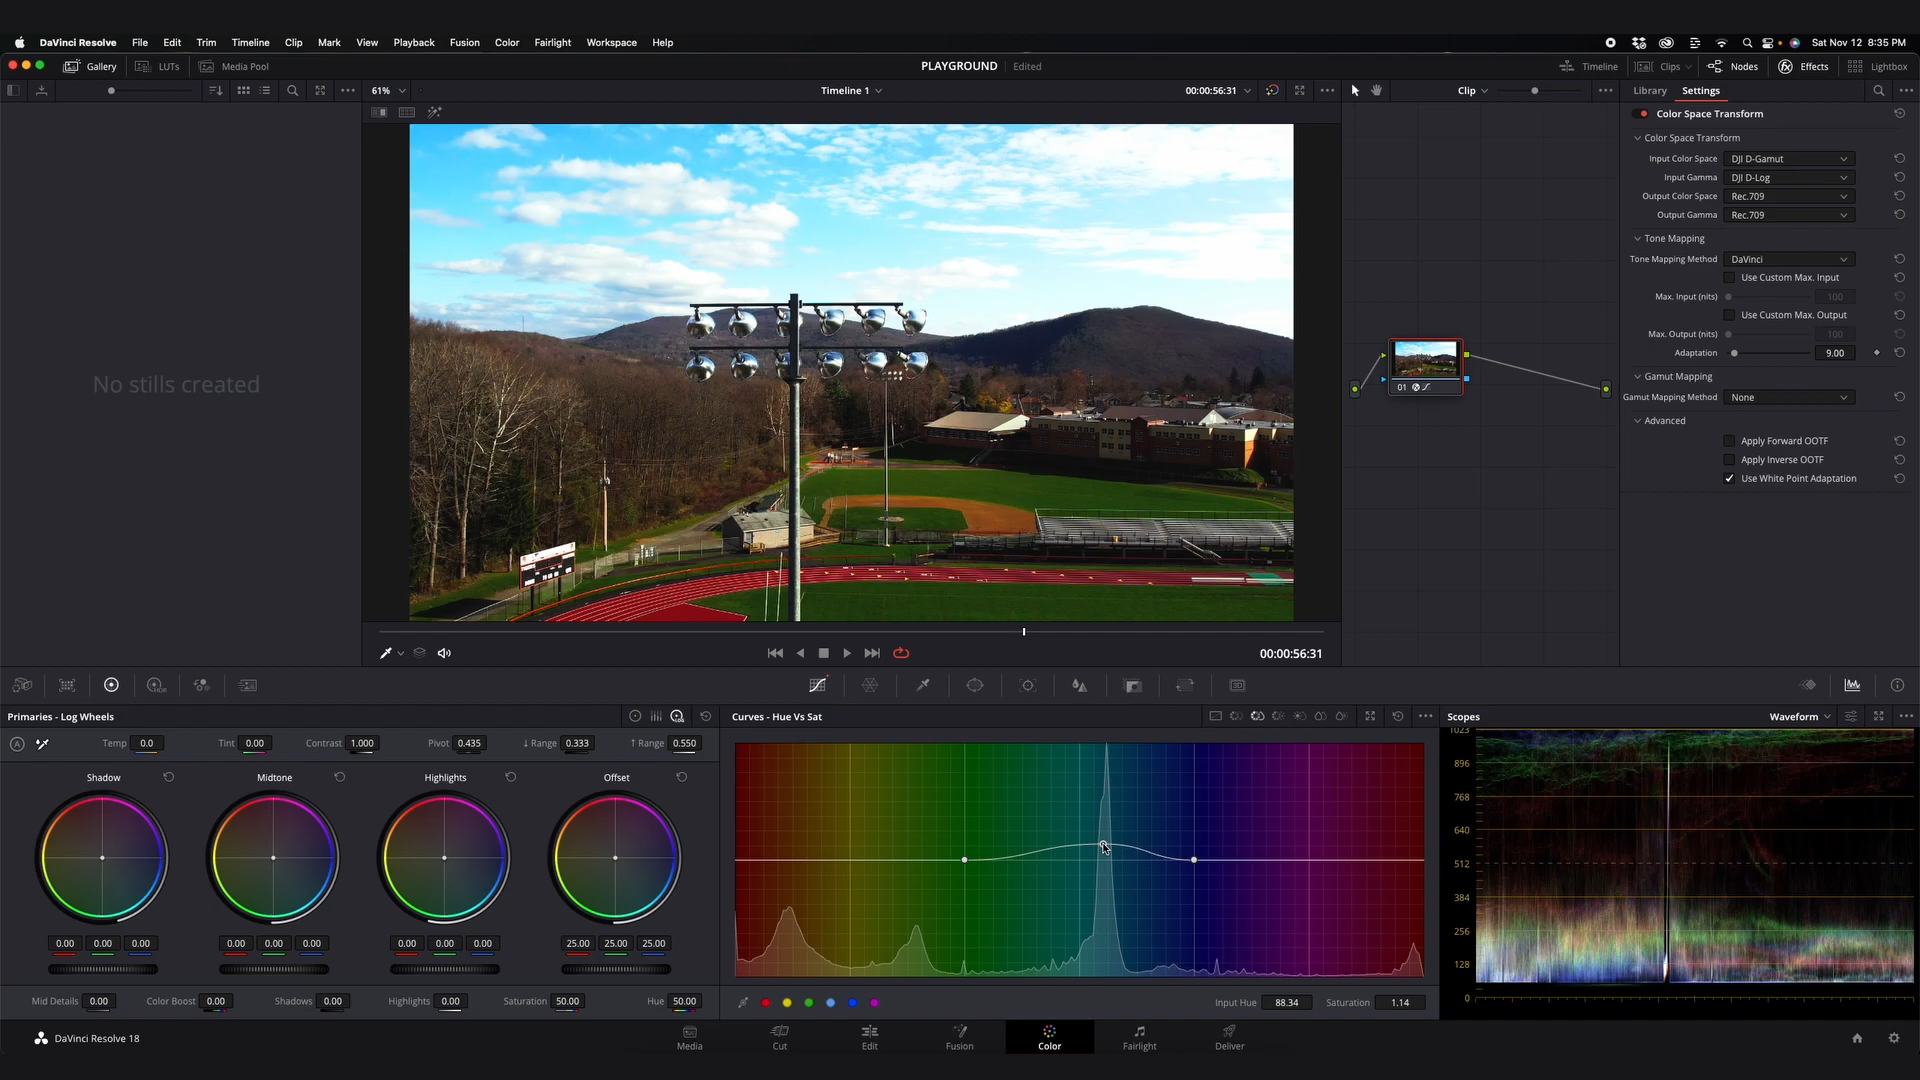 DaVinci Resolve File Edit Trim Timeline Clip Mark View Playback Fusion Color Fairlight Workspace Help Sat Nov 12 8:35 PM
Gallery LUTs Media Pool PLAYGROUND Edited Timeline Clips Nodes Effects Lightbox
61% Timeline 1 00:00:56:31 Clip Library Settings
Color Space Transform
Color Space Transform
Input Color Space DJI D-Gamut
Input Gamma DJI D-Log
Output Color Space Rec.709
Output Gamma Rec.709
Tone Mapping
Tone Mapping Method DaVinci
Use Custom Max. Input
Max. Input (nits) 100
Use Custom Max. Output
Max. Output (nits) 100
Adaptation 9.00
Gamut Mapping
Gamut Mapping Method None
Advanced
Apply Forward OOTF
Apply Inverse OOTF
Use White Point Adaptation
No stills created
01
00:00:56:31
Primaries - Log Wheels Curves - Hue Vs Sat Scopes Waveform
Temp 0.0 Tint 0.00 Contrast 1.000 Pivot 0.435 ↓ Range 0.333 ↑ Range 0.550
Shadow Midtone Highlights Offset
0.00 0.00 0.00 0.00 0.00 0.00 0.00 0.00 0.00 25.00 25.00 25.00
Mid Details 0.00 Color Boost 0.00 Shadows 0.00 Highlights 0.00 Saturation 50.00 Hue 50.00
Input Hue 88.34 Saturation 1.14
1023
896
768
640
512
384
256
128
0
DaVinci Resolve 18 Media Cut Edit Fusion Color Fairlight Deliver